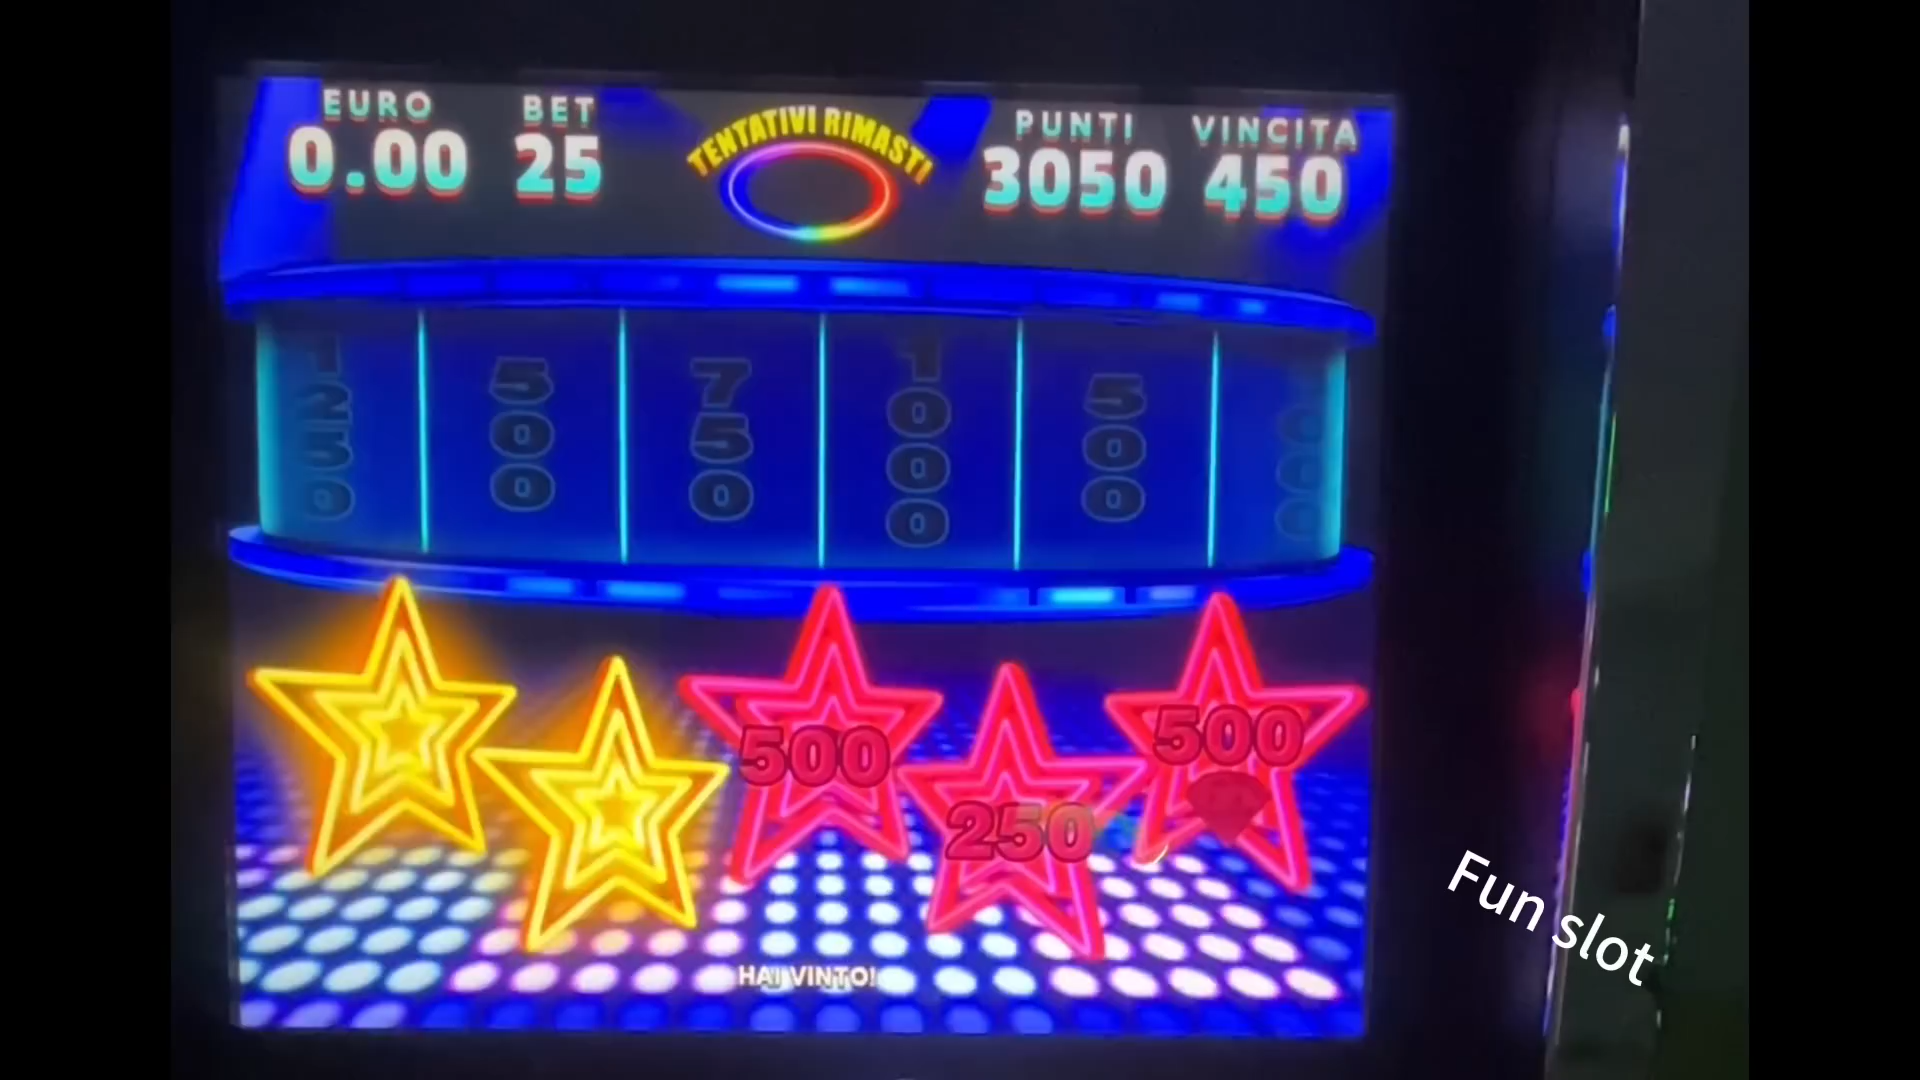 EURO
0.00
BET
25
TENTATIVI RIMASTI
PUNTI
3050
VINCITA
450
1250
500
750
1000
500
500
250
500
HAI VINTO!
Fun slot